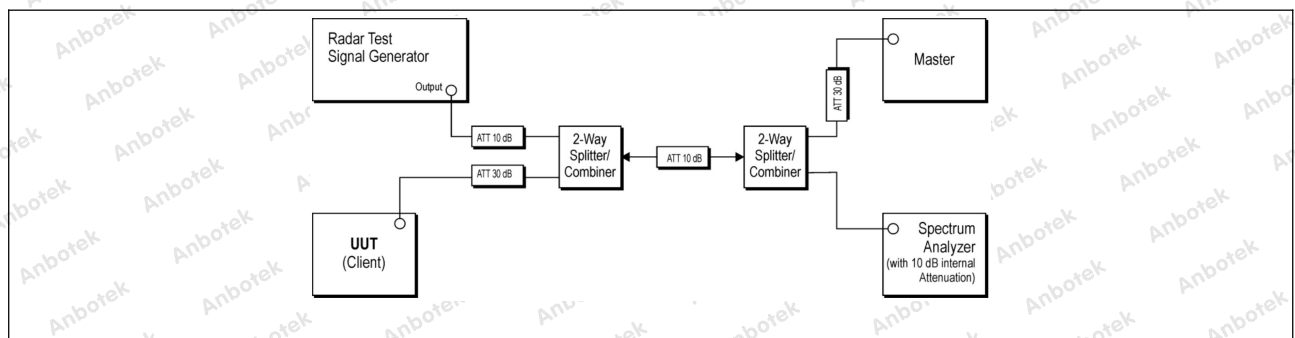 Radar Test
Signal Generator
Output
ATT 10 dB
ATT 30 dB
UUT
(Client)
2-Way
Splitter/
Combiner
ATT 10 dB
2-Way
Splitter/
Combiner
ATT 30 dB
Master
Spectrum
Analyzer
(with 10 dB internal
Attenuation)
Anbotek